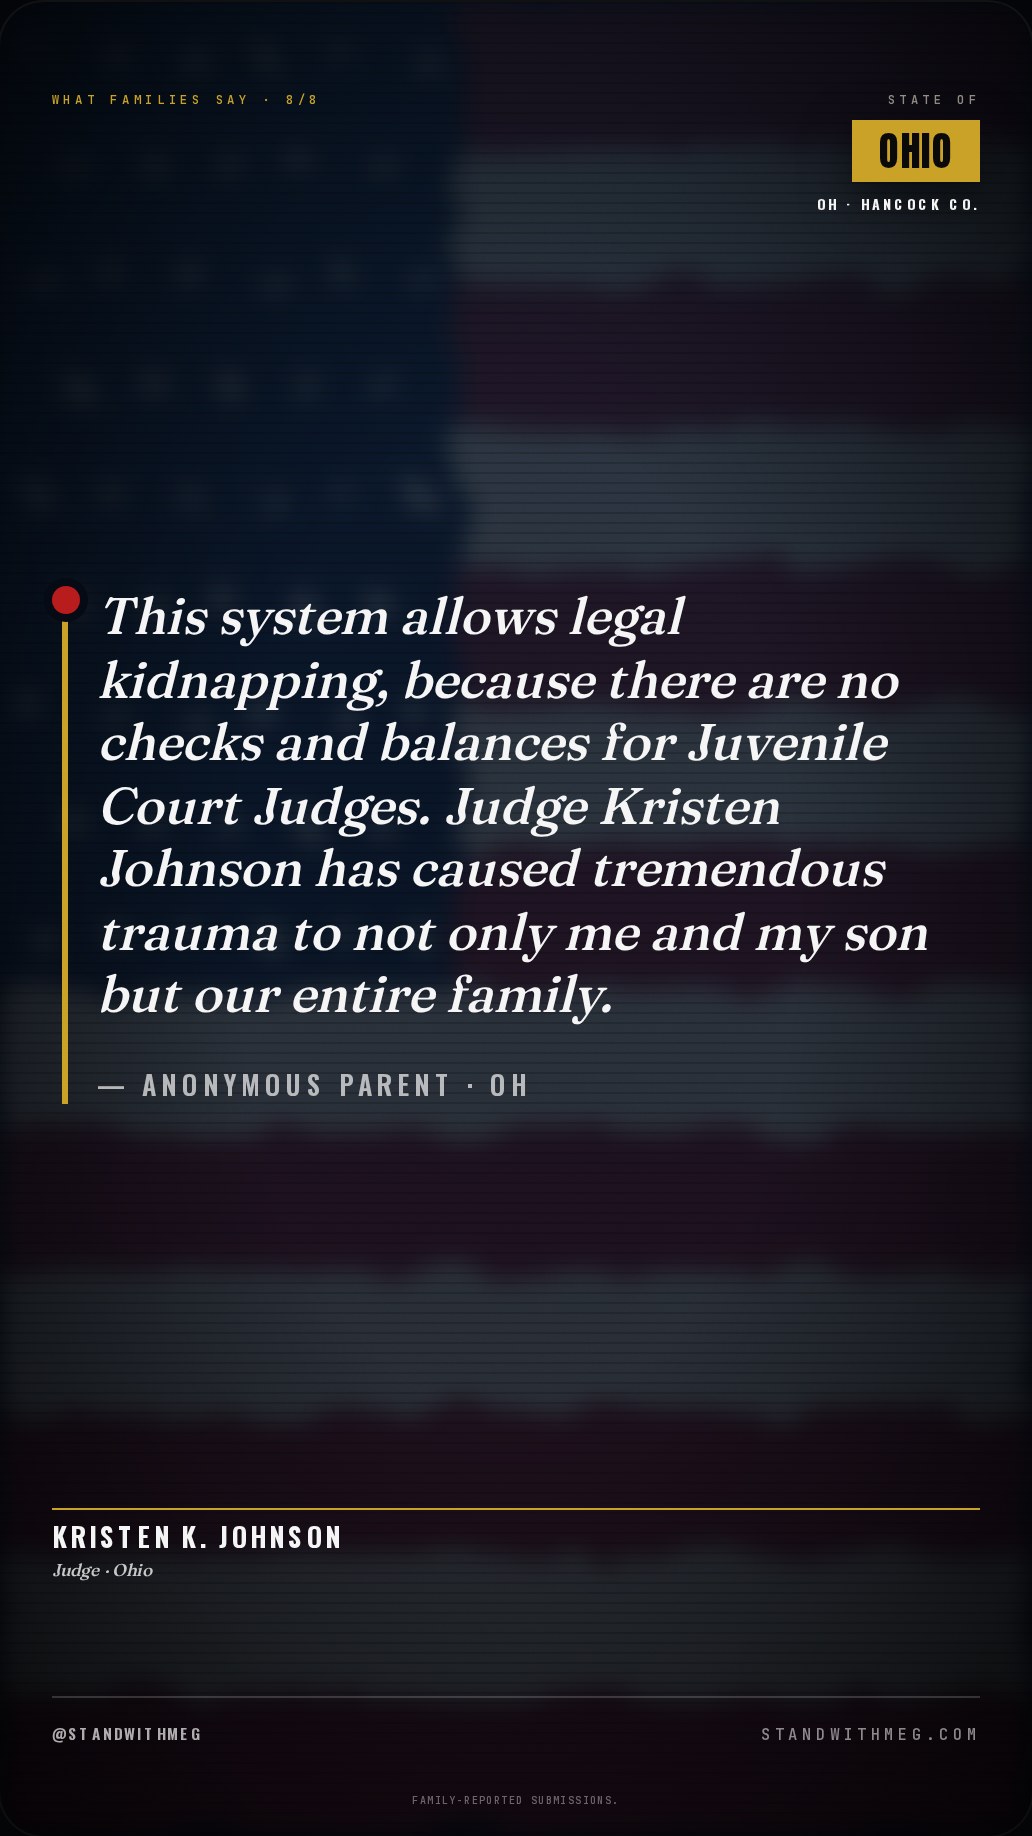 WHAT FAMILIES SAY · 8/8
STATE OF
OHIO
OH · HANCOCK CO.
This system allows legal
kidnapping, because there are no
checks and balances for Juvenile
Court Judges. Judge Kristen
Johnson has caused tremendous
trauma to not only me and my son
but our entire family.
— ANONYMOUS PARENT · OH
KRISTEN K. JOHNSON
Judge · Ohio
@STANDWITHMEG
STANDWITHMEG.COM
FAMILY-REPORTED SUBMISSIONS.